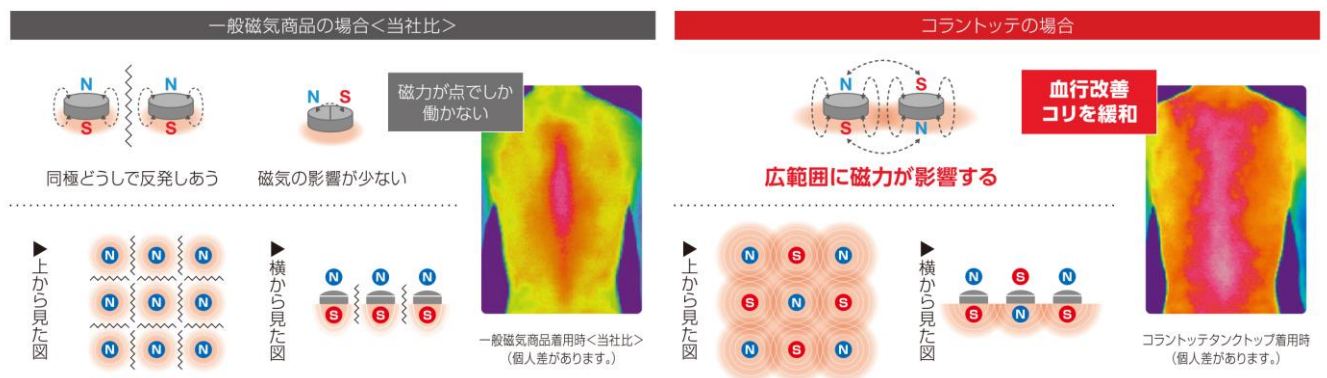 一般磁気商品の場合<当社比>
N N
S S
同極どうしで反発しあう
N S
磁気の影響が少ない
磁力が点でしか
働かない
▶上から見た図
N N N
N N N
N N N
▶横から見た図
N N N
S S S
一般磁気商品着用時<当社比>
(個人差があります。)
コラントッテの場合
N S
S N
広範囲に磁力が影響する
血行改善
コリを緩和
▶上から見た図
N S N
S N S
N S N
▶横から見た図
N S N
S N S
コラントッテタンクトップ着用時
(個人差があります。)